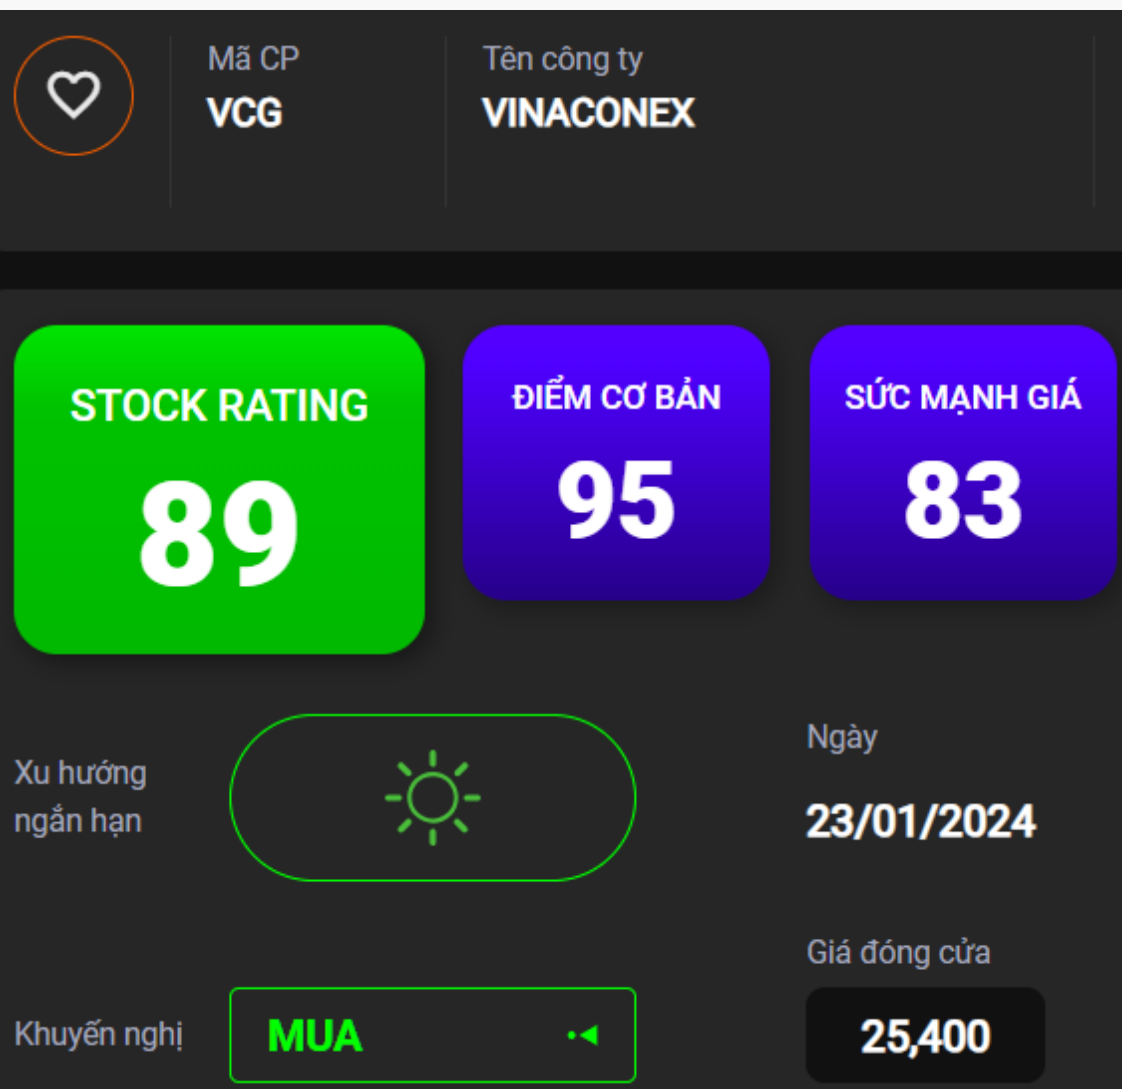 Mã CP
VCG
Tên công ty
VINACONEX
STOCK RATING
89
ĐIỂM CƠ BẢN
95
SỨC MẠNH GIÁ
83
Xu hướng
ngắn hạn
Ngày
23/01/2024
Khuyến nghị
MUA
Giá đóng cửa
25,400